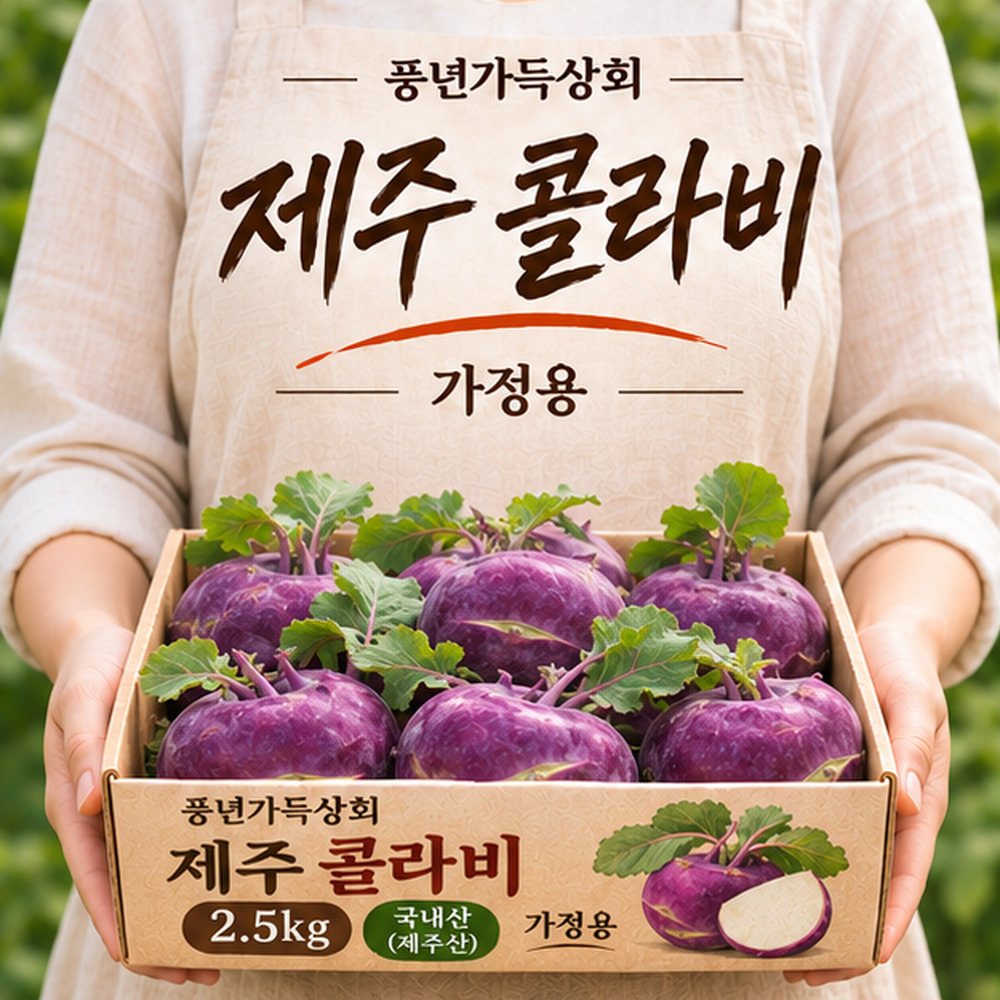 풍년가득상회
제주 콜라비
가정용
풍년가득상회
제주 콜라비
2.5kg
국내산
(제주산)
가정용